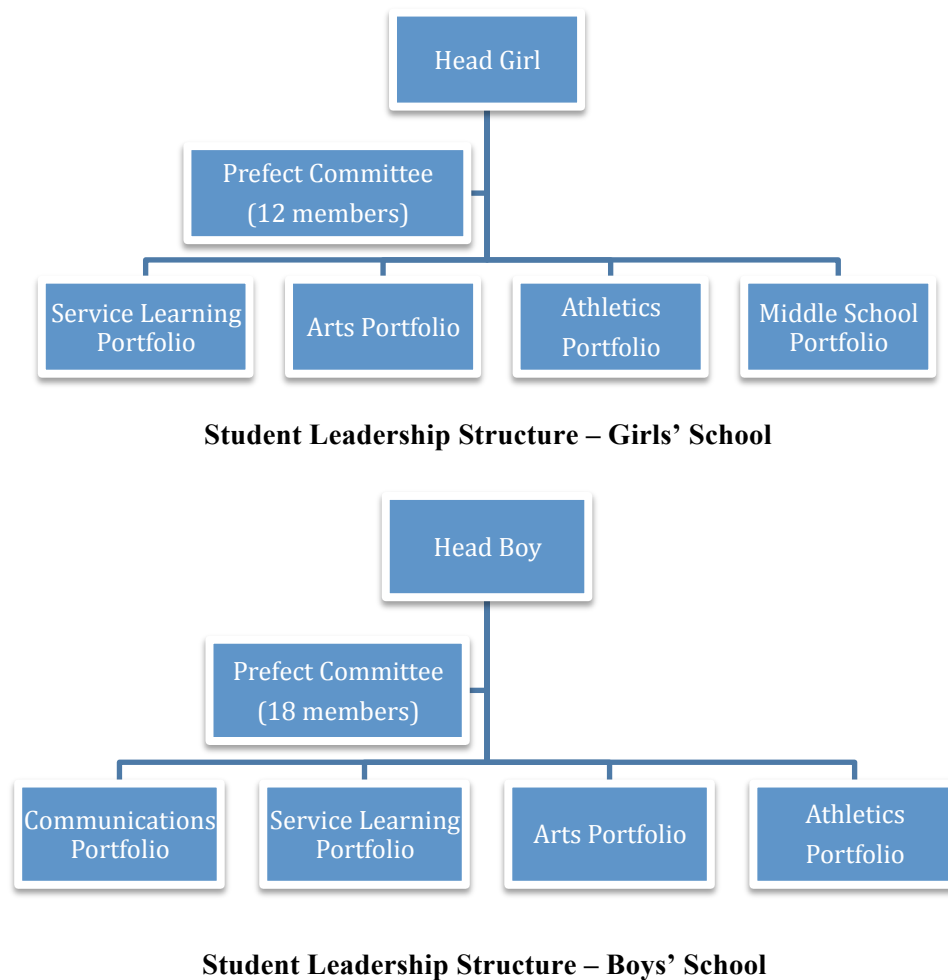 Head Girl
Prefect Committee
(12 members)
Service Learning
Portfolio
Arts Portfolio
Athletics
Portfolio
Middle School
Portfolio
Student Leadership Structure – Girls’ School
Head Boy
Prefect Committee
(18 members)
Communications
Portfolio
Service Learning
Portfolio
Arts Portfolio
Athletics
Portfolio
Student Leadership Structure – Boys’ School